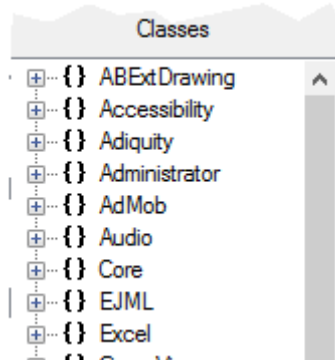 Classes
{} ABExtDrawing
{} Accessibility
{} Adiquity
{} Administrator
{} AdMob
{} Audio
{} Core
{} EJML
{} Excel